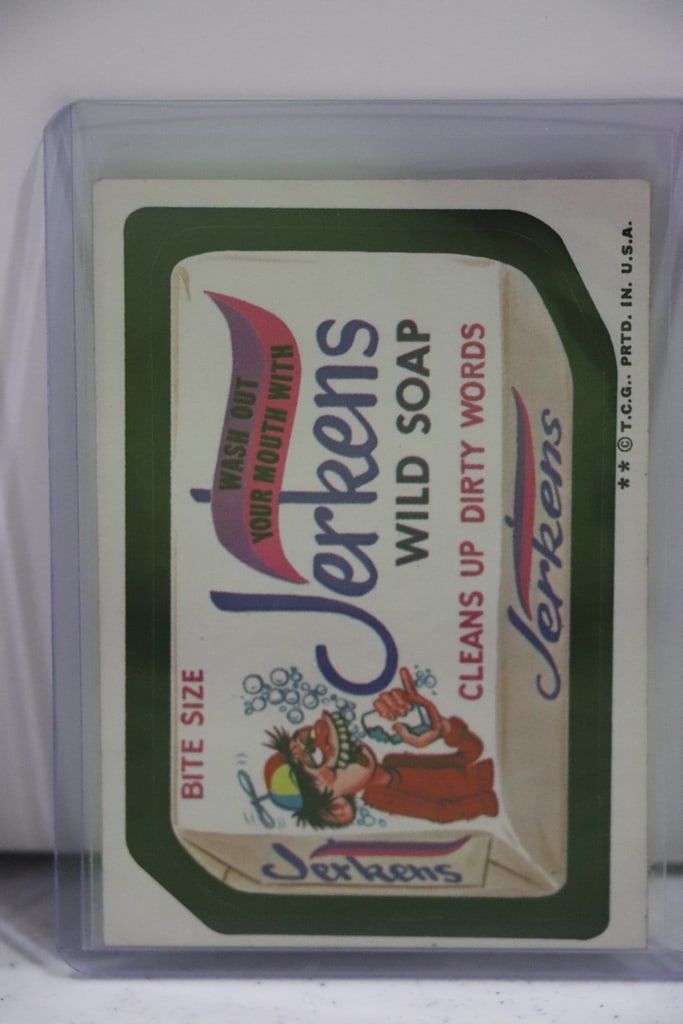 BITE SIZE
WASH OUT
YOUR MOUTH WITH
Jerkens
WILD SOAP
CLEANS UP DIRTY WORDS
Jerkens
Jerkens
** © T.C.G.. PRTD. IN. U.S.A.